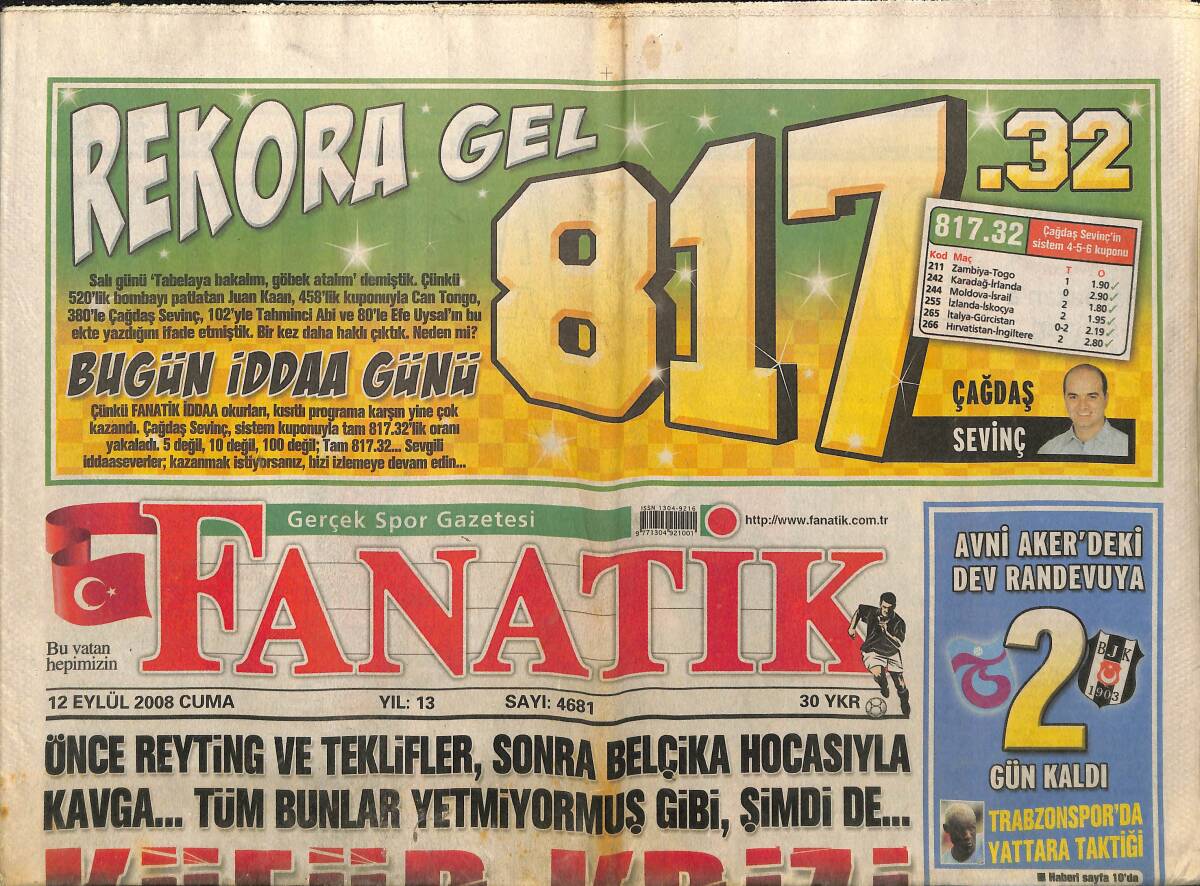 REKORA GEL
817.32
Salı günü 'Tabelaya bakalım, göbek atalım' demiştik. Çünkü
520'lik bombayı patlatan Juan Kaan, 458'lik kuponuyla Can Tongo,
380'le Çağdaş Sevinç, 102'yle Tahminci Abi ve 80'le Efe Uysal'ın bu
ekte yazdığını ifade etmiştik. Bir kez daha haklı çıktık. Neden mi?
BUGÜN İDDAA GÜNÜ
Çünkü FANATİK İDDAA okurları, kısıtlı programa karşın yine çok
kazandı. Çağdaş Sevinç, sistem kuponuyla tam 817.32'lik oranı
yakaladı. 5 değil, 10 değil, 100 değil; Tam 817.32... Sevgili
iddaaseverler; kazanmak istiyorsanız, bizi izlemeye devam edin...
817.32
Çağdaş Sevinç'in
sistem 4-5-6 kuponu
Kod Maç T O
211 Zambiya-Togo 1 1.90
242 Karadağ-İrlanda 0 2.90
244 Moldova-İsrail 2 1.80
255 İzlanda-İskoçya 2 1.95
265 İtalya-Gürcistan 0-2 2.19
266 Hırvatistan-İngiltere 2 2.80
ÇAĞDAŞ
SEVİNÇ
Gerçek Spor Gazetesi
ISSN 1304-9216
9 771304 921001
http://www.fanatik.com.tr
FANATİK
Bu vatan
hepimizin
12 EYLÜL 2008 CUMA YIL: 13 SAYI: 4681 30 YKR
ÖNCE REYTİNG VE TEKLİFLER, SONRA BELÇİKA HOCASIYLA
KAVGA... TÜM BUNLAR YETMİYORMUŞ GİBİ, ŞİMDİ DE...
AVNİ AKER'DEKİ
DEV RANDEVUYA
2
BJK
1903
GÜN KALDI
TRABZONSPOR'DA
YATTARA TAKTİĞİ
Haberi sayfa 10'da